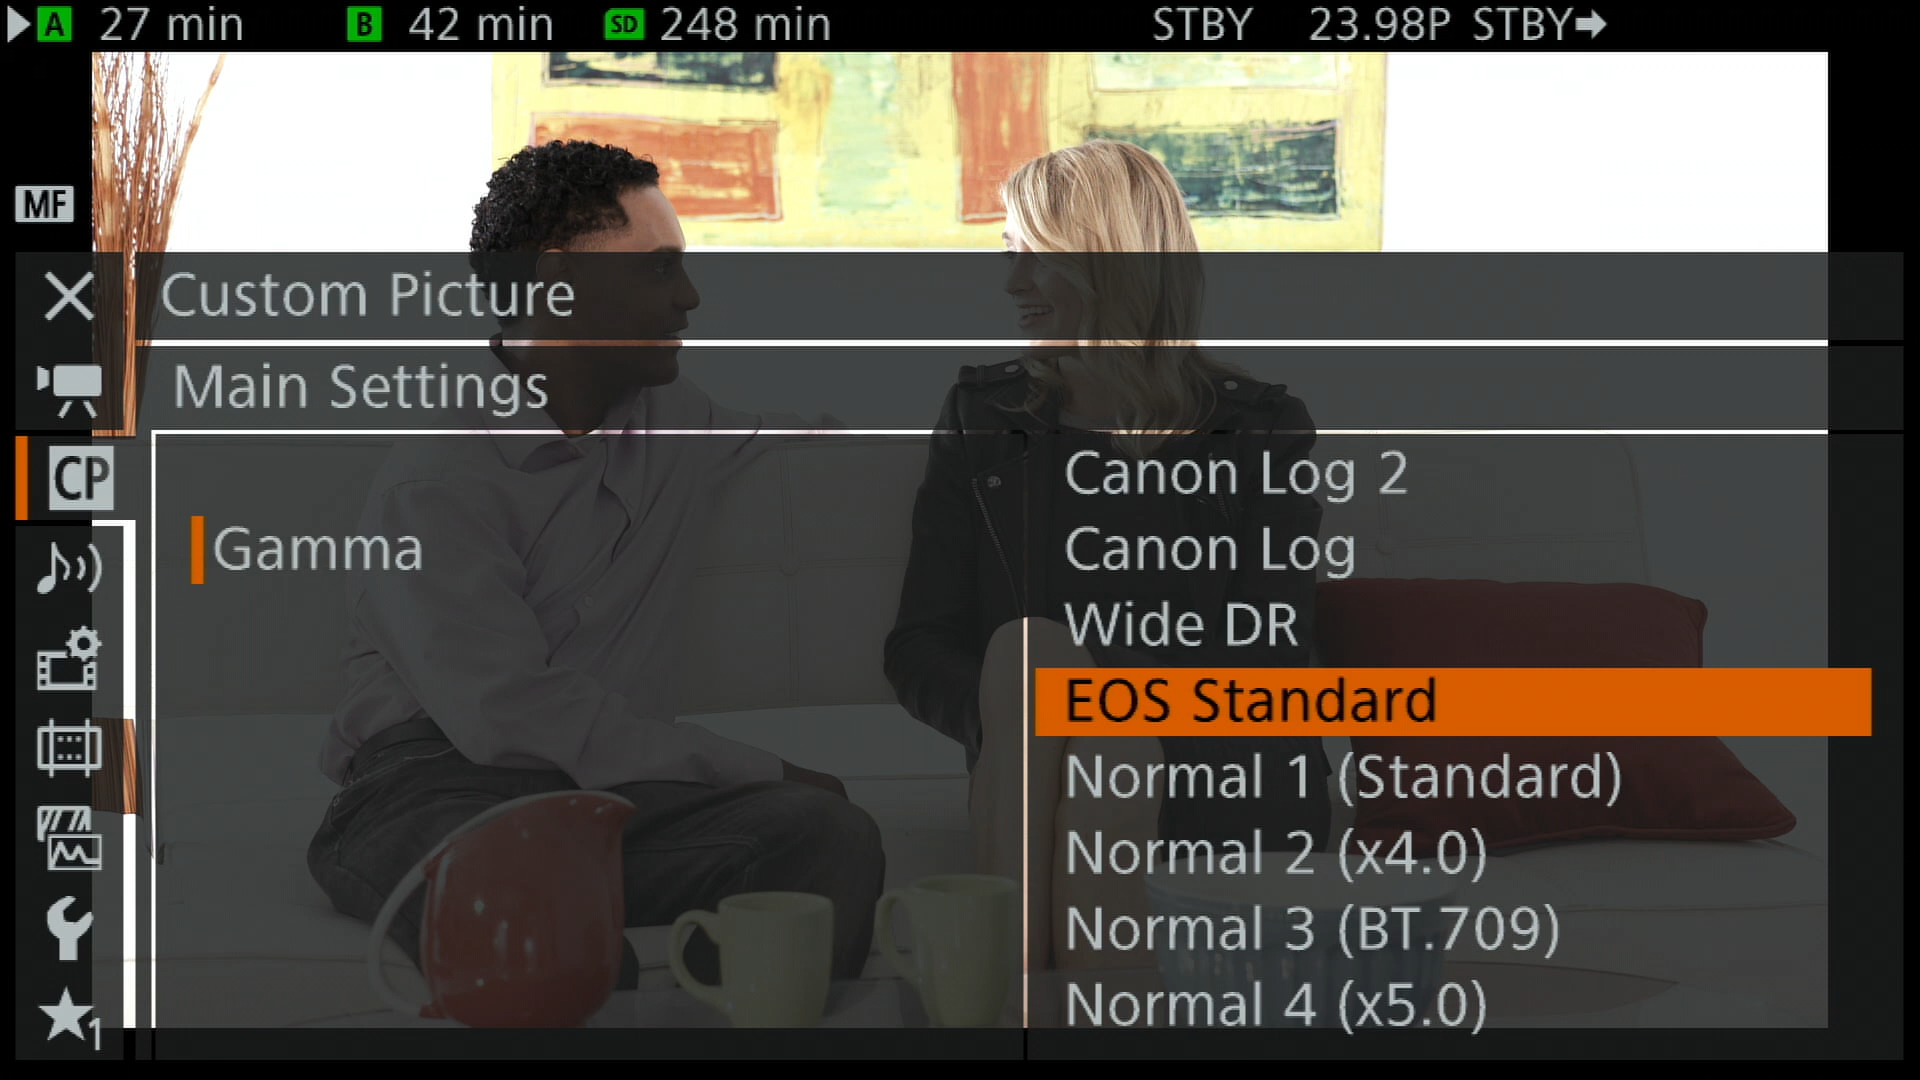 A 27 min B 42 min SD 248 min STBY 23.98P STBY
MF
Custom Picture
Main Settings
CP
Gamma
Canon Log 2
Canon Log
Wide DR
EOS Standard
Normal 1 (Standard)
Normal 2 (x4.0)
Normal 3 (BT.709)
Normal 4 (x5.0)
1